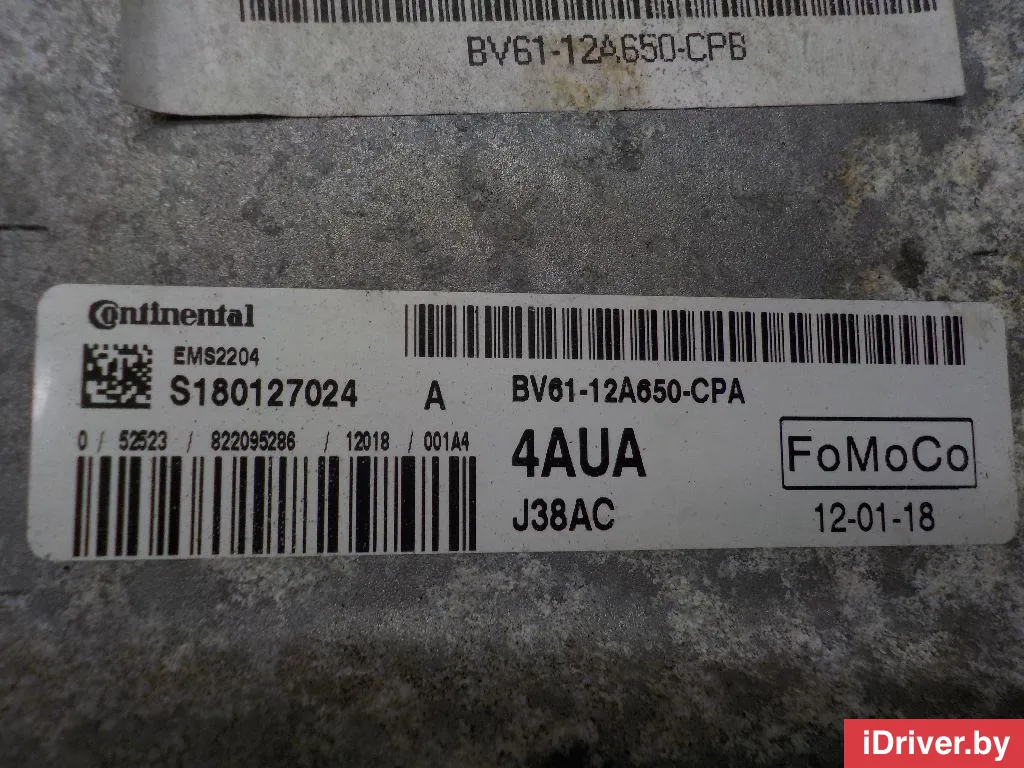 BV61-12A650-CPB
Continental
EMS2204
S180127024 A BV61-12A650-CPA
0 / 52523 / 822095286 / 12018 / 001A4
4AUA
FoMoCo
J38AC
12-01-18
iDriver.by